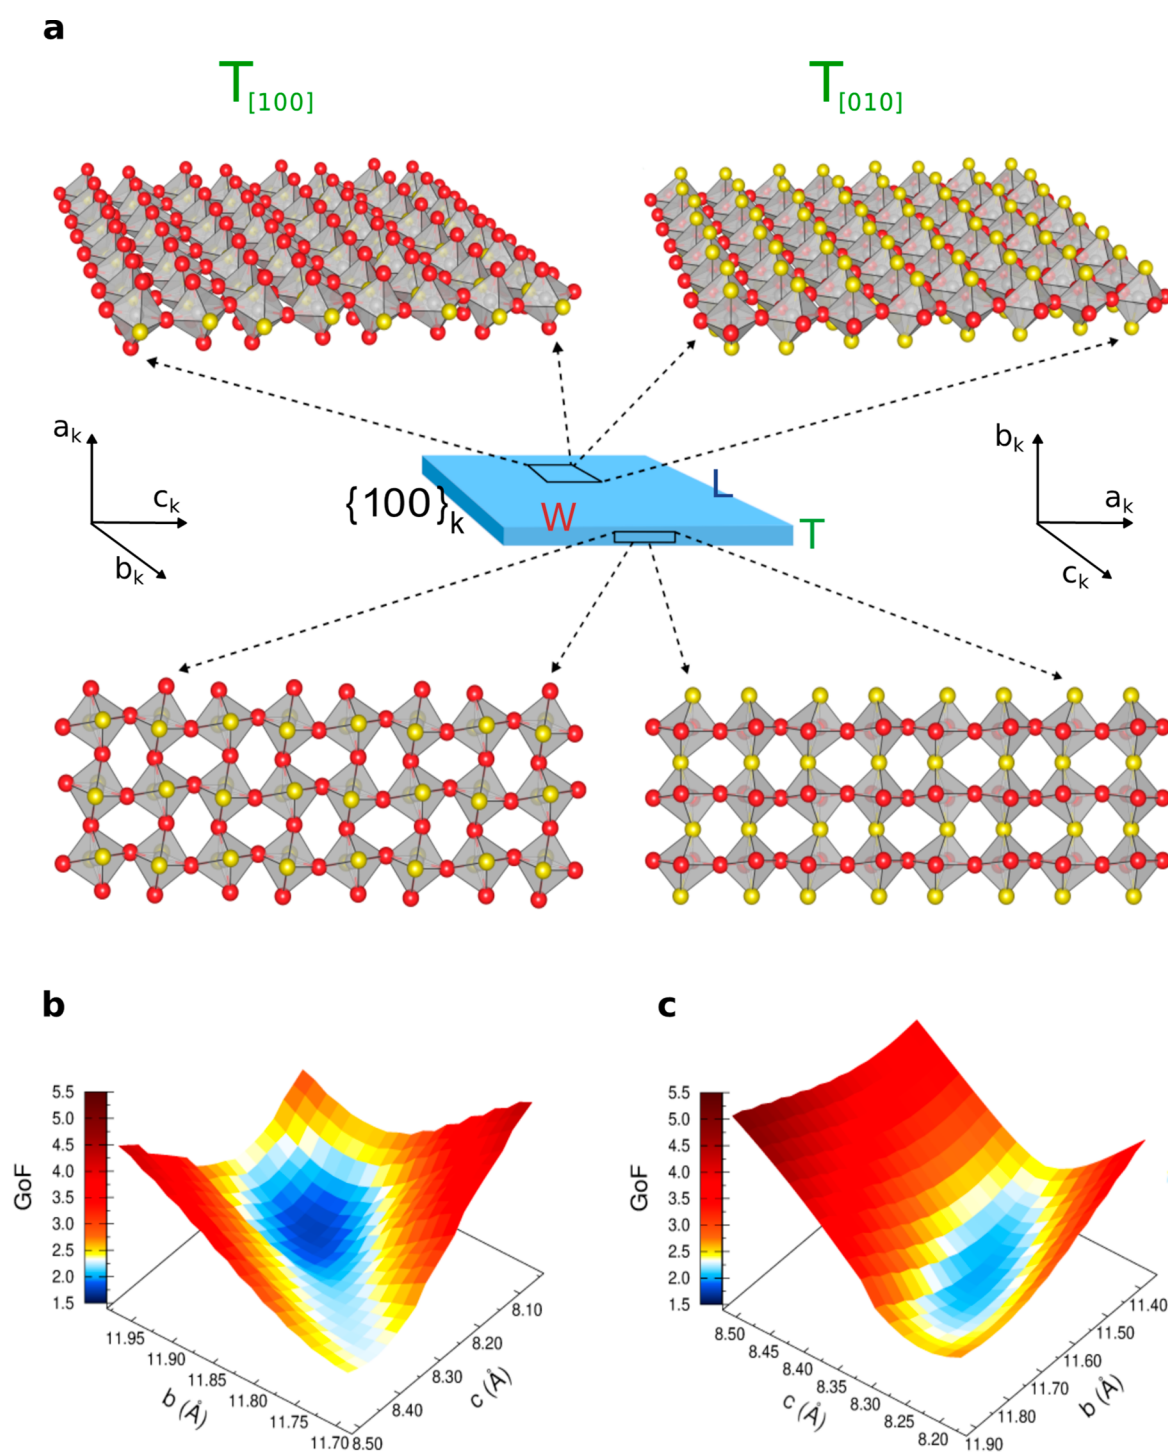 a
T[100]
T[010]
ak
ck
bk
{100}k
W
L
T
bk
ak
ck
b
c
5.5
5.0
4.5
4.0
3.5
3.0
2.5
2.0
1.5
GoF
11.95
11.90
11.85
11.80
11.75
11.70
b (Å)
8.50
8.40
8.30
8.20
8.10
c (Å)
5.5
5.0
4.5
4.0
3.5
3.0
2.5
2.0
1.5
GoF
8.50
8.45
8.40
8.35
8.30
8.25
8.20
c (Å)
11.90
11.80
11.70
11.60
11.50
11.40
b (Å)